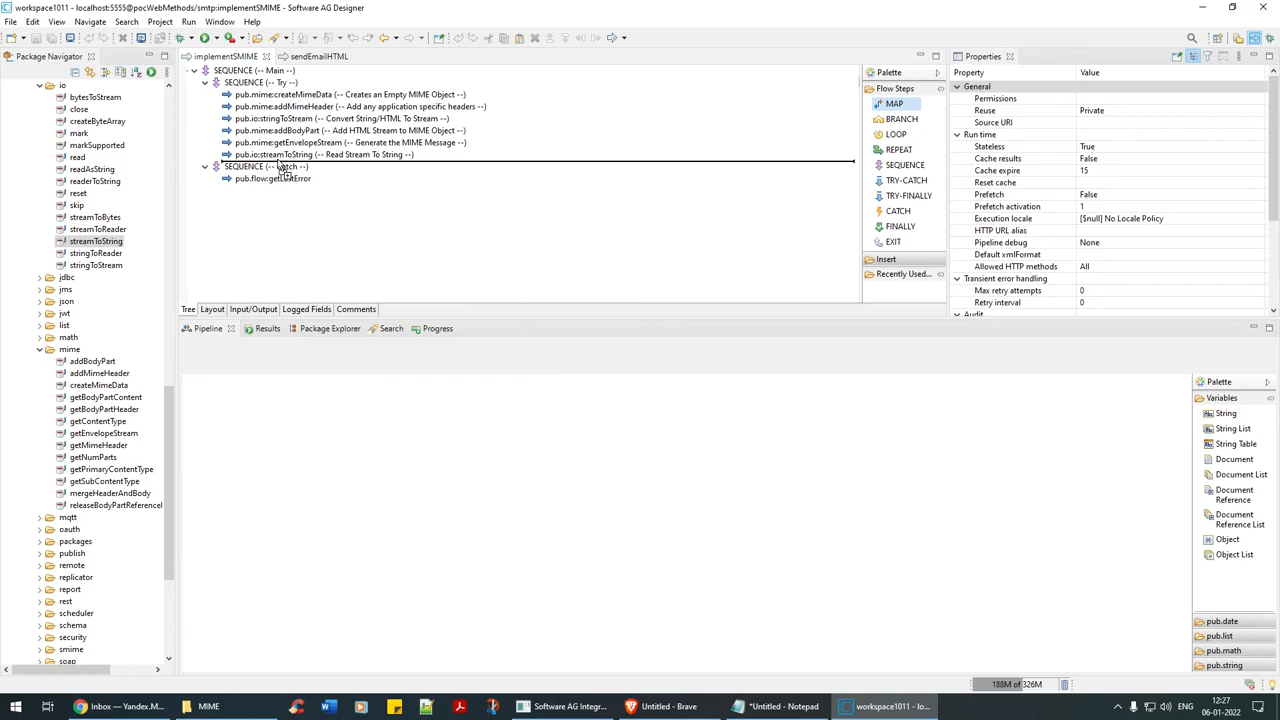 workspace1011 - localhost:5555@pocWebMethods/smtp:implementSMIME - Software AG Designer
File Edit View Navigate Search Project Run Window Help
Package Navigator
io
bytesToStream
close
createByteArray
mark
markSupported
read
readAsString
readerToString
reset
skip
streamToBytes
streamToReader
streamToString
stringToReader
stringToStream
jdbc
jms
json
jwt
list
math
mime
addBodyPart
addMimeHeader
createMimeData
getBodyPartContent
getBodyPartHeader
getContentType
getEnvelopeStream
getMimeHeader
getNumParts
getPrimaryContentType
getSubContentType
mergeHeaderAndBody
releaseBodyPartReferenceI
mqtt
oauth
packages
publish
remote
replicator
report
rest
scheduler
schema
security
smime
soap
implementSMIME sendEmailHTML
SEQUENCE (-- Main --)
SEQUENCE (-- Try --)
pub.mime:createMimeData (-- Creates an Empty MIME Object --)
pub.mime:addMimeHeader (-- Add any application specific headers --)
pub.io:stringToStream (-- Convert String/HTML To Stream --)
pub.mime:addBodyPart (-- Add HTML Stream to MIME Object --)
pub.mime:getEnvelopeStream (-- Generate the MIME Message --)
pub.io:streamToString (-- Read Stream To String --)
SEQUENCE (-- Catch --)
pub.flow:getLastError
Palette
Flow Steps
MAP
BRANCH
LOOP
REPEAT
SEQUENCE
TRY-CATCH
TRY-FINALLY
CATCH
FINALLY
EXIT
Insert
Recently Used...
Tree Layout Input/Output Logged Fields Comments
Properties
Property Value
General
Permissions
Reuse Private
Source URI
Run time
Stateless True
Cache results False
Cache expire 15
Reset cache
Prefetch False
Prefetch activation 1
Execution locale [$null] No Locale Policy
HTTP URL alias
Pipeline debug None
Default xmlFormat
Allowed HTTP methods All
Transient error handling
Max retry attempts 0
Retry interval 0
Audit
Pipeline Results Package Explorer Search Progress
Palette
Variables
String
String List
String Table
Document
Document List
Document
Reference
Document
Reference List
Object
Object List
pub.date
pub.list
pub.math
pub.string
188M of 326M
Inbox — Yandex.M... MIME Software AG Integr... Untitled - Brave *Untitled - Notepad workspace1011 - lo...
ENG
12:27
06-01-2022